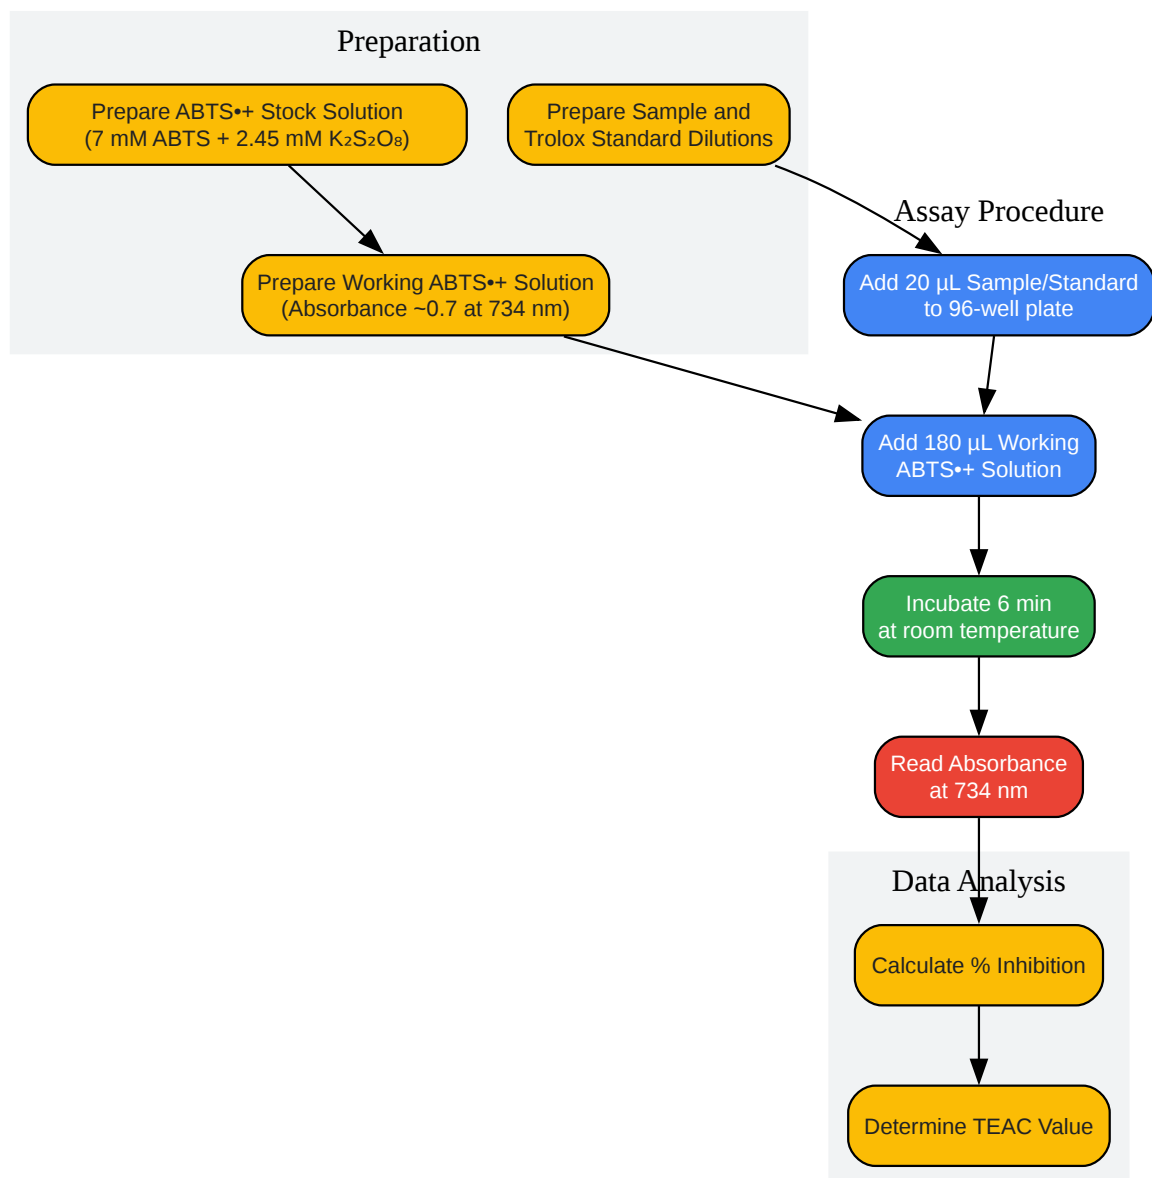 Preparation
Prepare ABTS•+ Stock Solution
(7 mM ABTS + 2.45 mM K₂S₂O₈)
Prepare Sample and
Trolox Standard Dilutions
Prepare Working ABTS•+ Solution
(Absorbance ~0.7 at 734 nm)
Assay Procedure
Add 20 µL Sample/Standard
to 96-well plate
Add 180 µL Working
ABTS•+ Solution
Incubate 6 min
at room temperature
Read Absorbance
at 734 nm
Data Analysis
Calculate % Inhibition
Determine TEAC Value